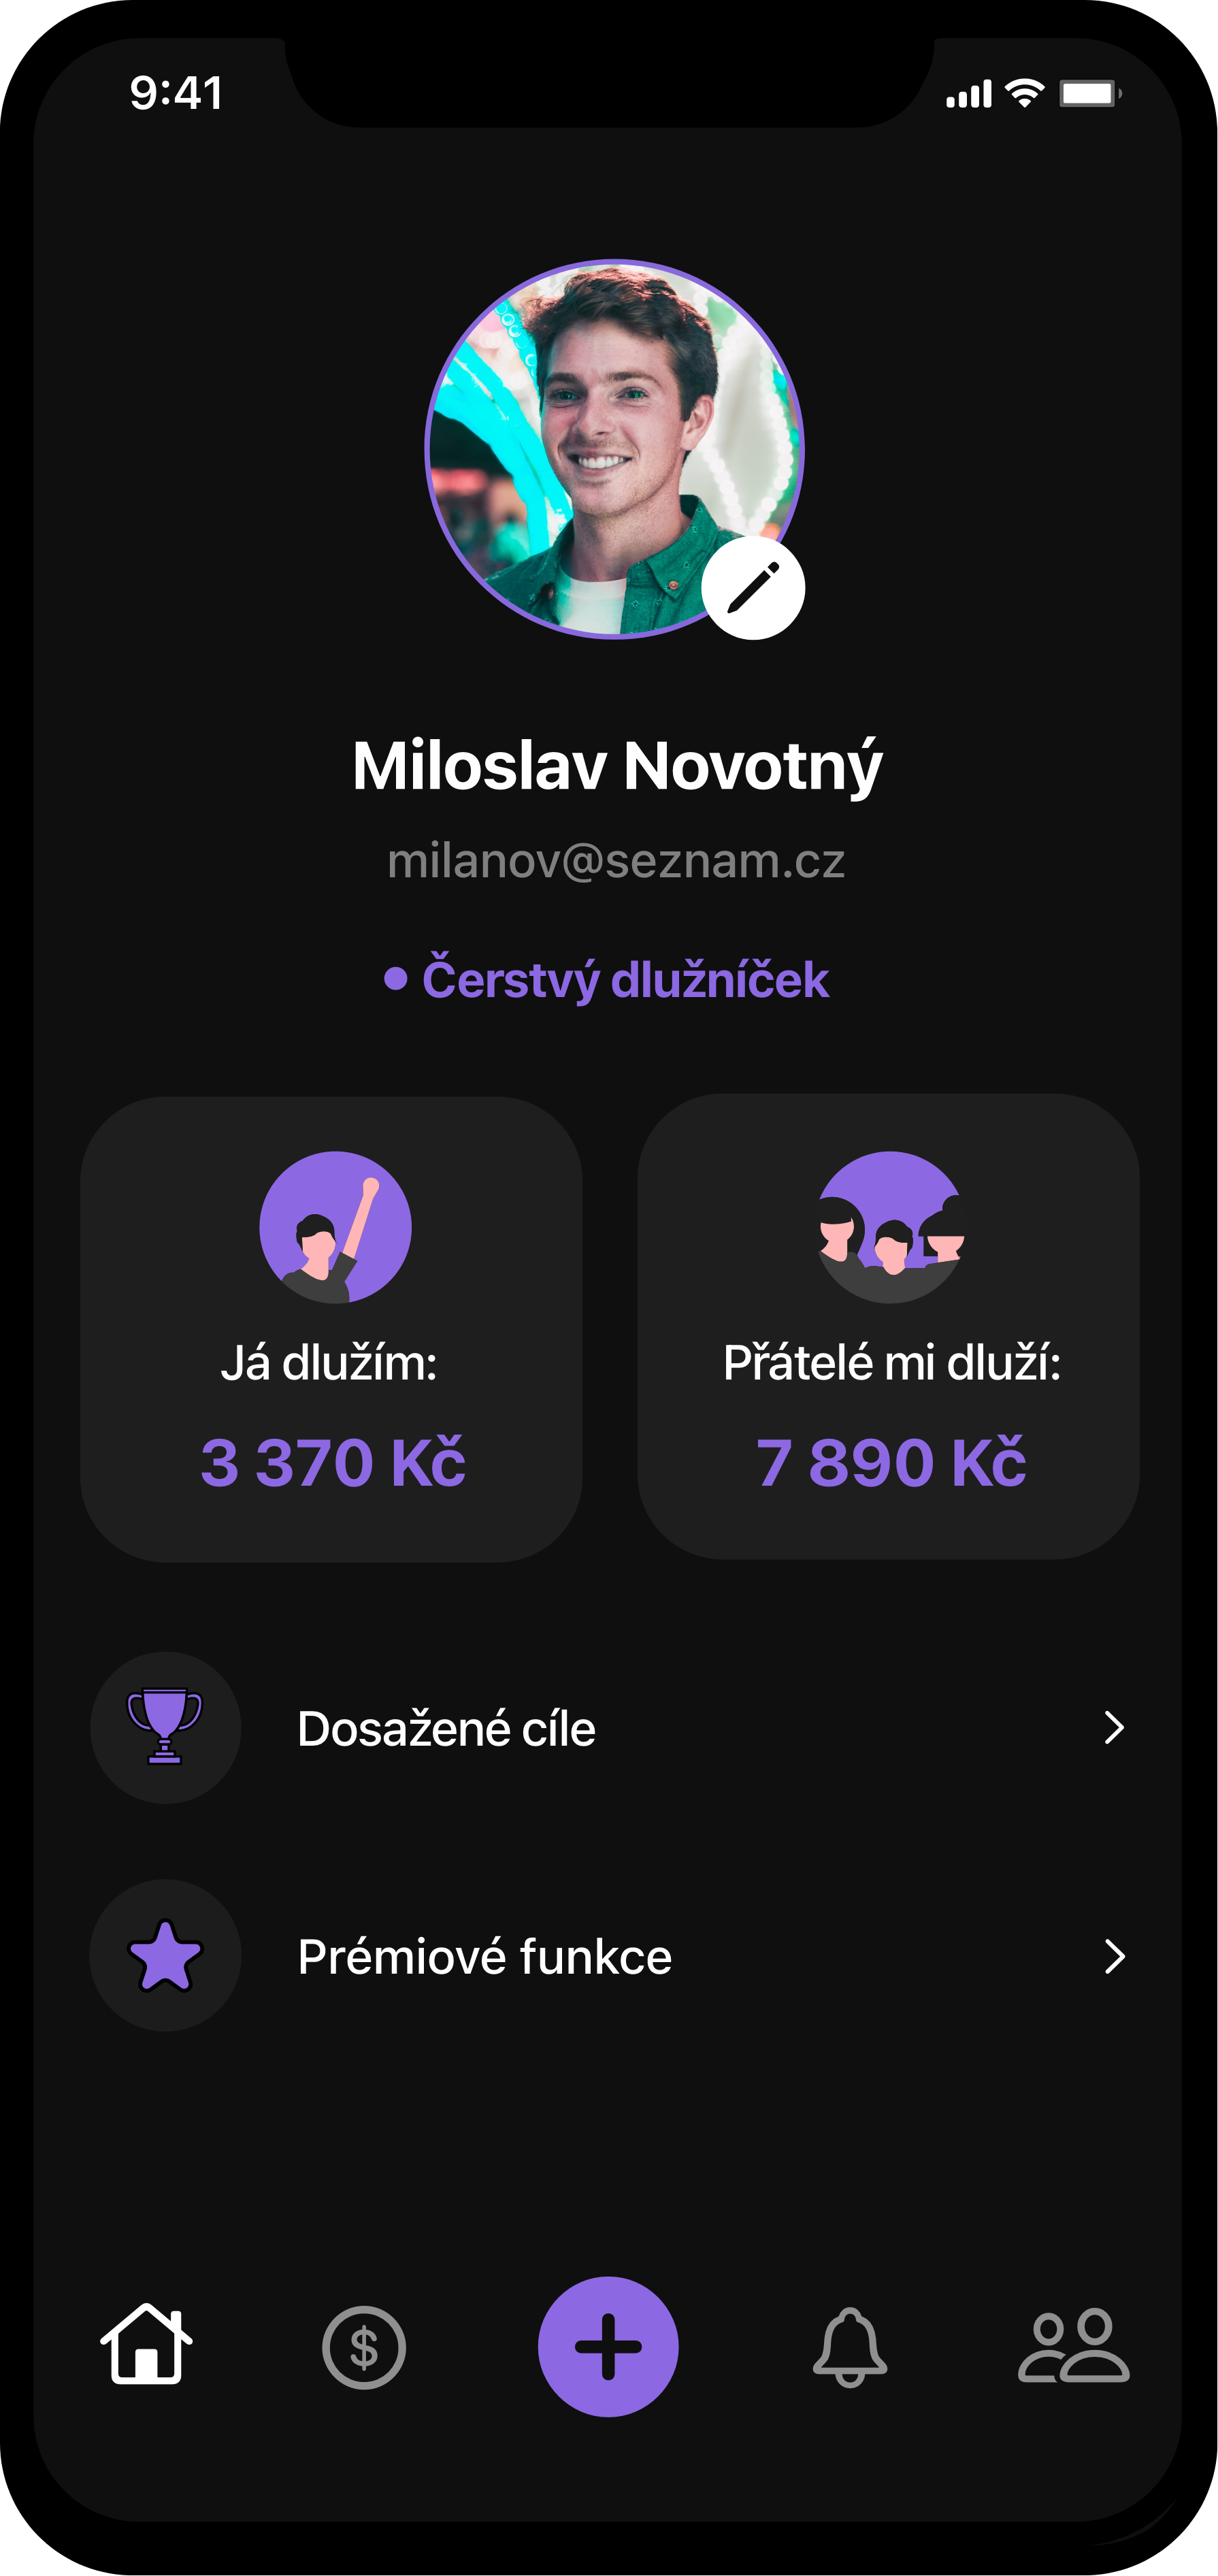 9:41
Miloslav Novotný
milanov@seznam.cz
Čerstvý dlužníček
Já dlužím:
3 370 Kč
Přátelé mi dluží:
7 890 Kč
Dosažené cíle
Prémiové funkce
$